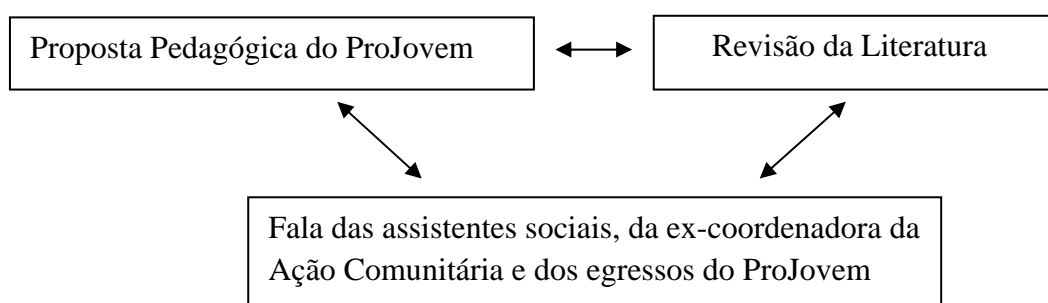 Proposta Pedagógica do ProJovem
Revisão da Literatura
Fala das assistentes sociais, da ex-coordenadora da
Ação Comunitária e dos egressos do ProJovem